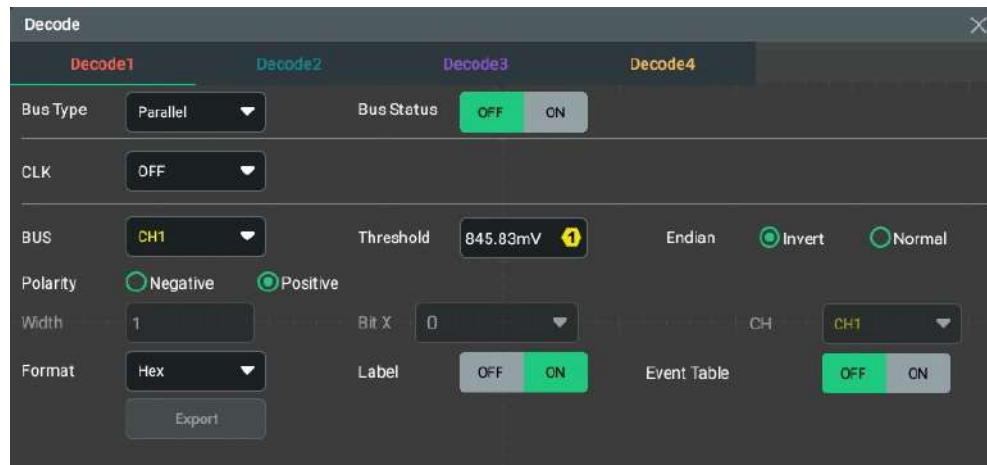 Decode
Decode1 Decode2 Decode3 Decode4
Bus Type Parallel Bus Status OFF ON
CLK OFF
BUS CH1 Threshold 845.83mV 1 Endian Invert Normal
Polarity Negative Positive
Width 1 Bit X 0 CH CH1
Format Hex Label OFF ON Event Table OFF ON
Export